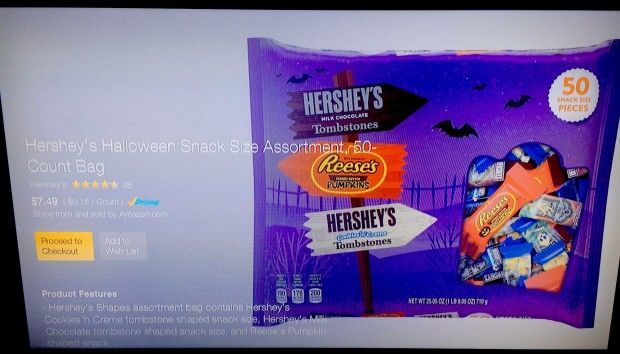 50
SNACK SIZE
PIECES
HERSHEY'S
MILK CHOCOLATE
Tombstones
Reese's
PEANUT BUTTER
PUMPKINS
HERSHEY'S
Cookies 'n' Creme
Tombstones
Reese's
NET WT 25.05 OZ (1 LB 9.05 OZ) 710 g
Hershey's Halloween Snack Size Assortment, 50-
Count Bag
Hershey's 38
$7.49 ( $0.15 / Count ) Prime
Ships from and sold by Amazon.com
Proceed to
Checkout
Add to
Wish List
Product Features
· Hershey's Shapes assortment bag contains Hershey's
Cookies 'n Crème tombstone shaped snack size, Hershey's Milk
Chocolate tombstone shaped snack size, and Reese's Pumpkin
shaped snack